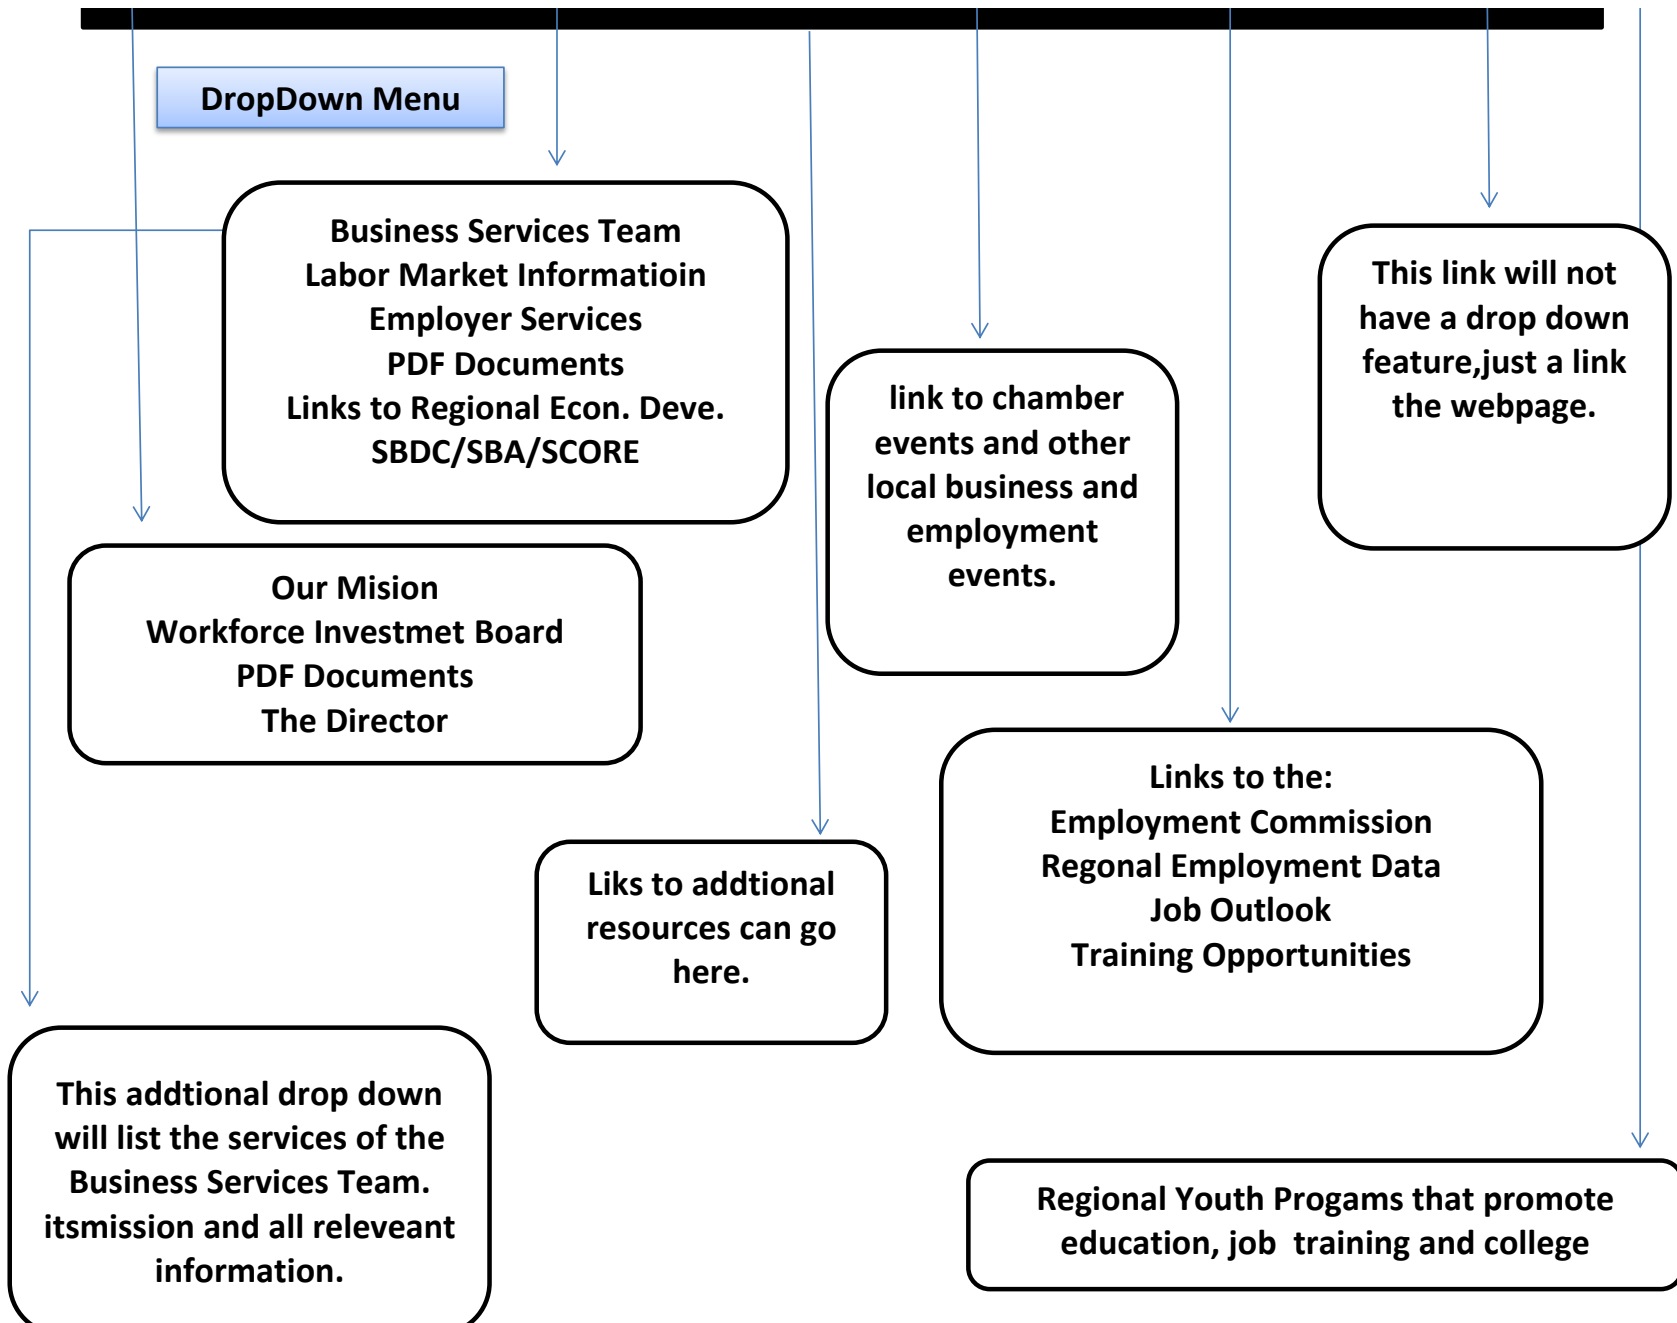 DropDown Menu
Business Services Team
Labor Market Informatioin
Employer Services
PDF Documents
Links to Regional Econ. Deve.
SBDC/SBA/SCORE
This link will not
have a drop down
feature,just a link
the webpage.
link to chamber
events and other
local business and
employment
events.
Our Mision
Workforce Investmet Board
PDF Documents
The Director
Links to the:
Employment Commission
Regonal Employment Data
Job Outlook
Training Opportunities
Liks to addtional
resources can go
here.
This addtional drop down
will list the services of the
Business Services Team.
itsmission and all releveant
information.
Regional Youth Progams that promote
education, job  training and college